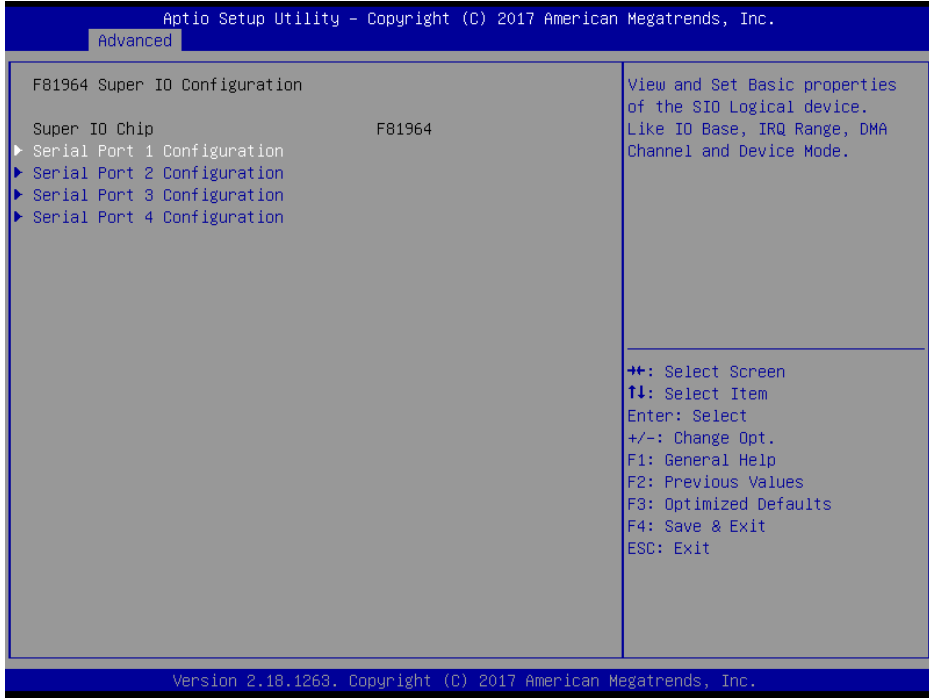 Aptio Setup Utility – Copyright (C) 2017 American Megatrends, Inc.
Advanced
F81964 Super IO Configuration
Super IO Chip F81964
▶ Serial Port 1 Configuration
▶ Serial Port 2 Configuration
▶ Serial Port 3 Configuration
▶ Serial Port 4 Configuration
View and Set Basic properties
of the SIO Logical device.
Like IO Base, IRQ Range, DMA
Channel and Device Mode.
→←: Select Screen
↑↓: Select Item
Enter: Select
+/-: Change Opt.
F1: General Help
F2: Previous Values
F3: Optimized Defaults
F4: Save & Exit
ESC: Exit
Version 2.18.1263. Copyright (C) 2017 American Megatrends, Inc.